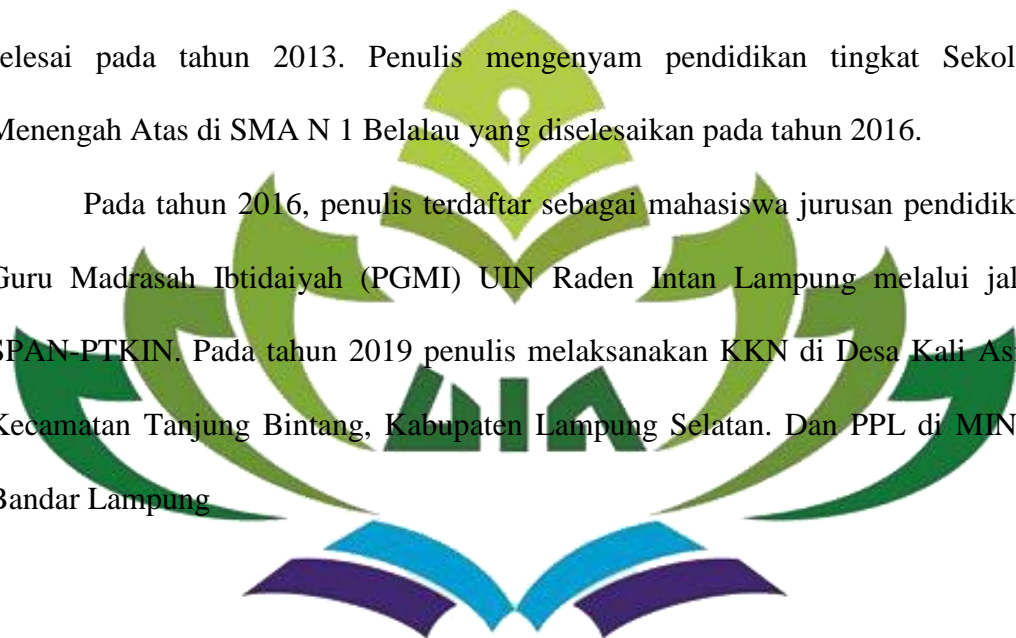 selesai pada tahun 2013. Penulis mengenyam pendidikan tingkat Sekol
Menengah Atas di SMA N 1 Belalau yang diselesaikan pada tahun 2016.
Pada tahun 2016, penulis terdaftar sebagai mahasiswa jurusan pendidik
Guru Madrasah Ibtidaiyah (PGMI) UIN Raden Intan Lampung melalui jal
SPAN-PTKIN. Pada tahun 2019 penulis melaksanakan KKN di Desa Kali As
UIN
Kecamatan Tanjung Bintang, Kabupaten Lampung Selatan. Dan PPL di MIN
Bandar Lampung